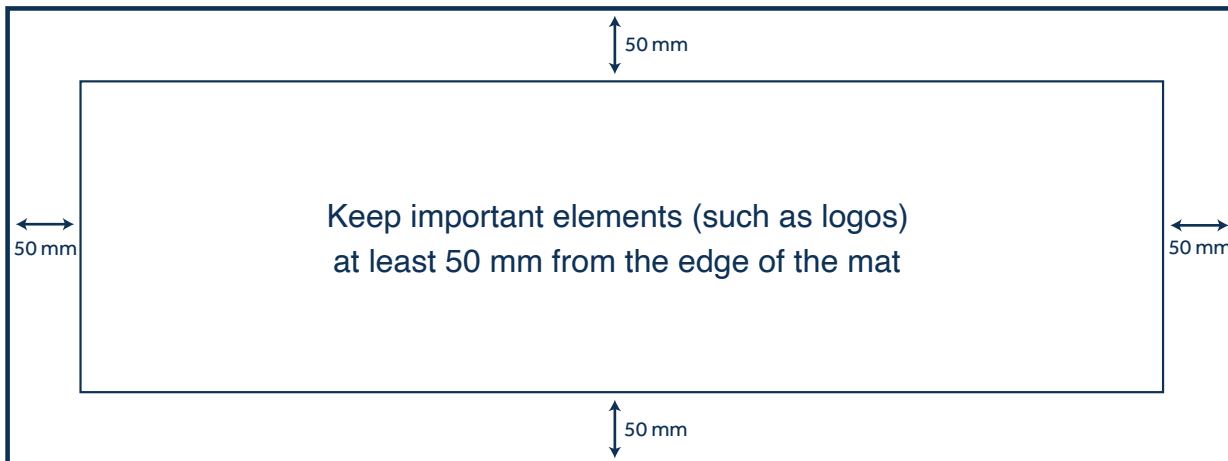 50 mm
Keep important elements (such as logos)
50 mm
at least 50 mm from the edge of the mat
50 mm
50 mm